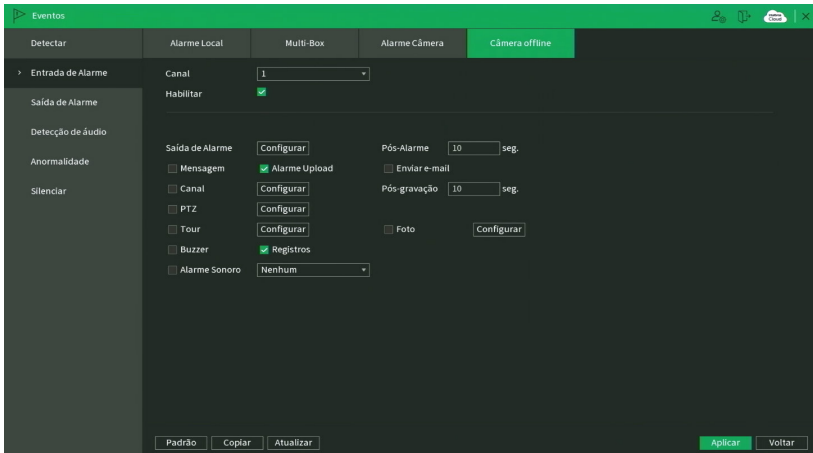 Eventos
Detectar
Alarme Local
Multi-Box
Alarme Câmera
Câmera offline
Entrada de Alarme
Saída de Alarme
Detecção de áudio
Anormalidade
Silenciar
Canal 1
Habilitar
Saída de Alarme Configurar Pós-Alarme 10 seg.
Mensagem Alarme Upload Enviar e-mail
Canal Configurar Pós-gravação 10 seg.
PTZ Configurar
Tour Configurar Foto Configurar
Buzzer Registros
Alarme Sonoro Nenhum
Padrão Copiar Atualizar Aplicar Voltar